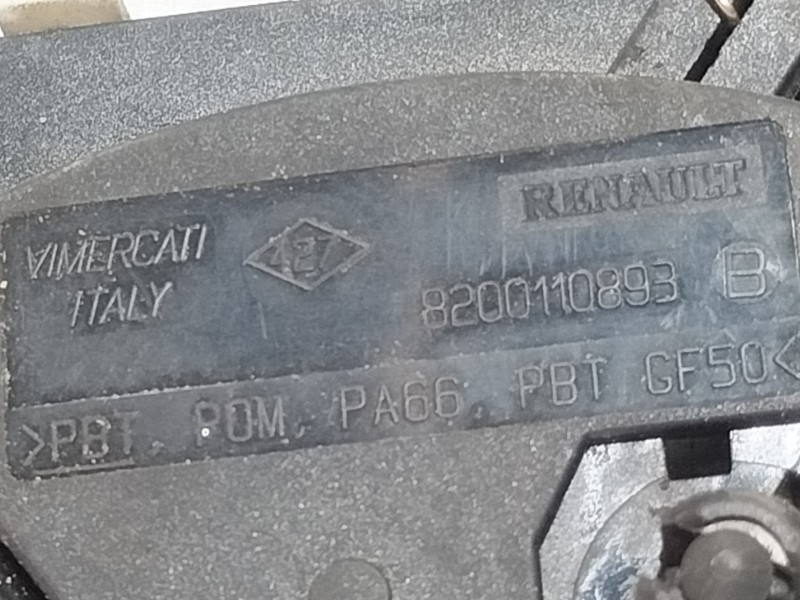 RENAULT
VIMERCATI
ITALY
427
8200110893 B
>PBT, POM, PA66, PBT GF50<